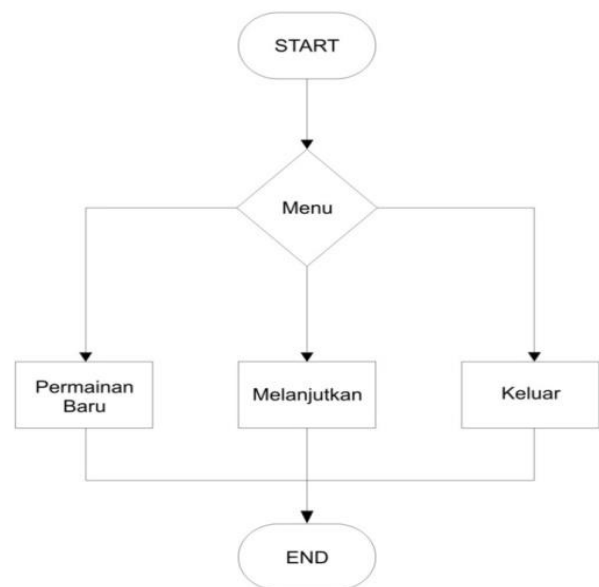 START
Menu
Permainan
Baru
Melanjutkan
Keluar
END